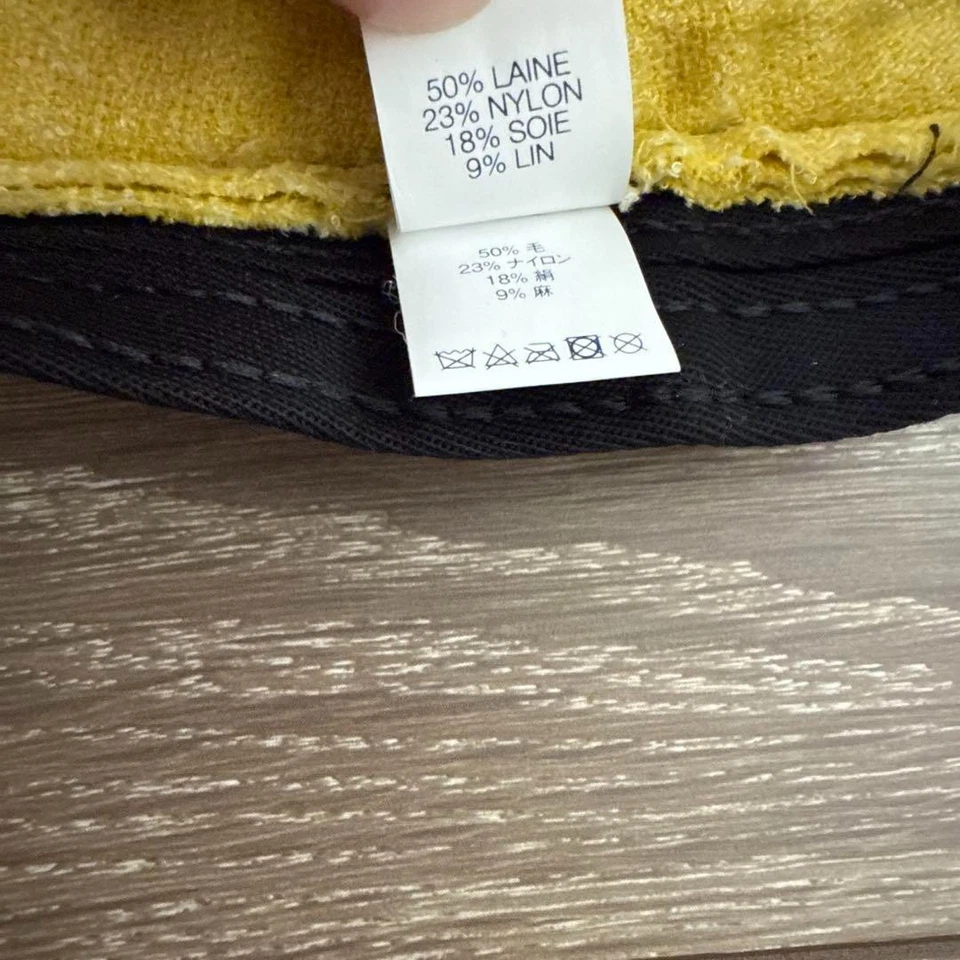 50% LAINE
23% NYLON
18% SOIE
9% LIN
50% 毛
23% ナイロン
18% 絹
9% 麻